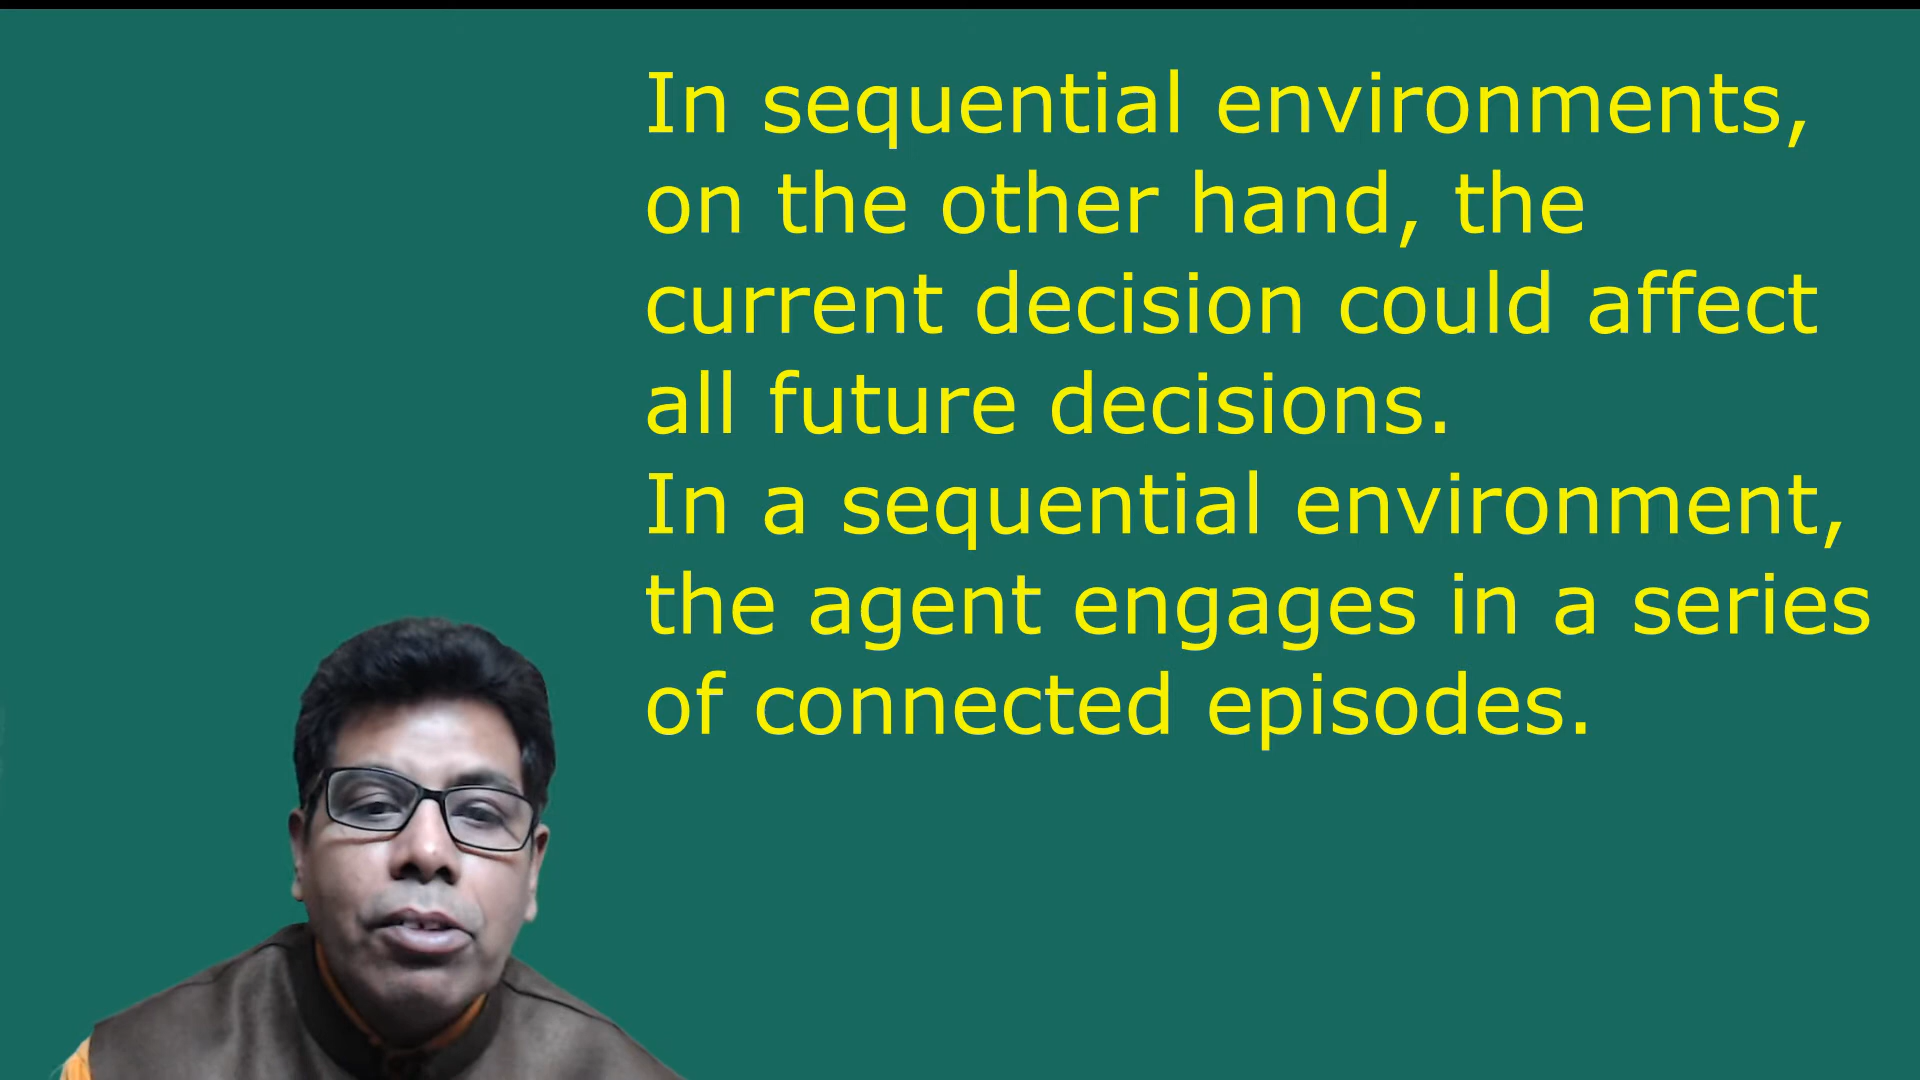 In sequential environments,
on the other hand, the
current decision could affect
all future decisions.
In a sequential environment,
the agent engages in a series
of connected episodes.